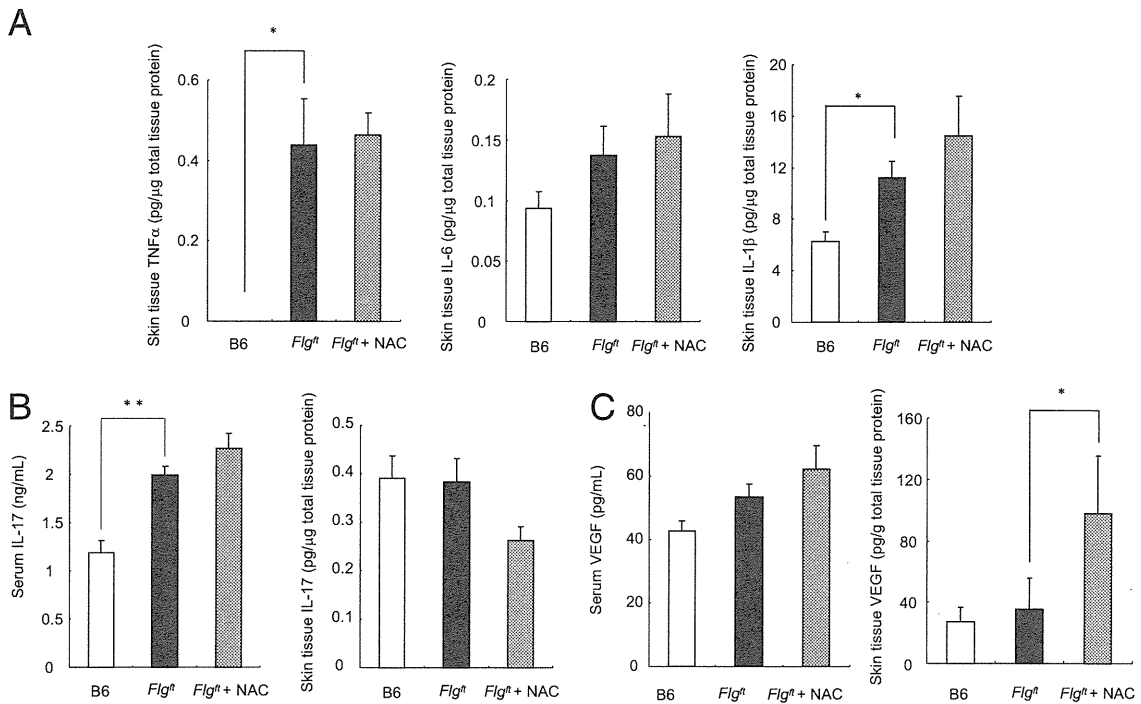 A
Skin tissue TNFα (pg/μg total tissue protein)
0.6
0.4
0.2
0
*
B6
Flgft
Flgft + NAC
Skin tissue IL-6 (pg/μg total tissue protein)
0.2
0.15
0.1
0.05
0
B6
Flgft
Flgft + NAC
Skin tissue IL-1β (pg/μg total tissue protein)
20
16
12
8
4
0
*
B6
Flgft
Flgft + NAC
B
Serum IL-17 (ng/mL)
2.5
2
1.5
1
0.5
0
**
B6
Flgft
Flgft + NAC
Skin tissue IL-17 (pg/μg total tissue protein)
0.5
0.4
0.3
0.2
0.1
0
B6
Flgft
Flgft + NAC
C
Serum VEGF (pg/mL)
80
60
40
20
0
B6
Flgft
Flgft + NAC
Skin tissue VEGF (pg/g total tissue protein)
160
120
80
40
0
*
B6
Flgft
Flgft + NAC